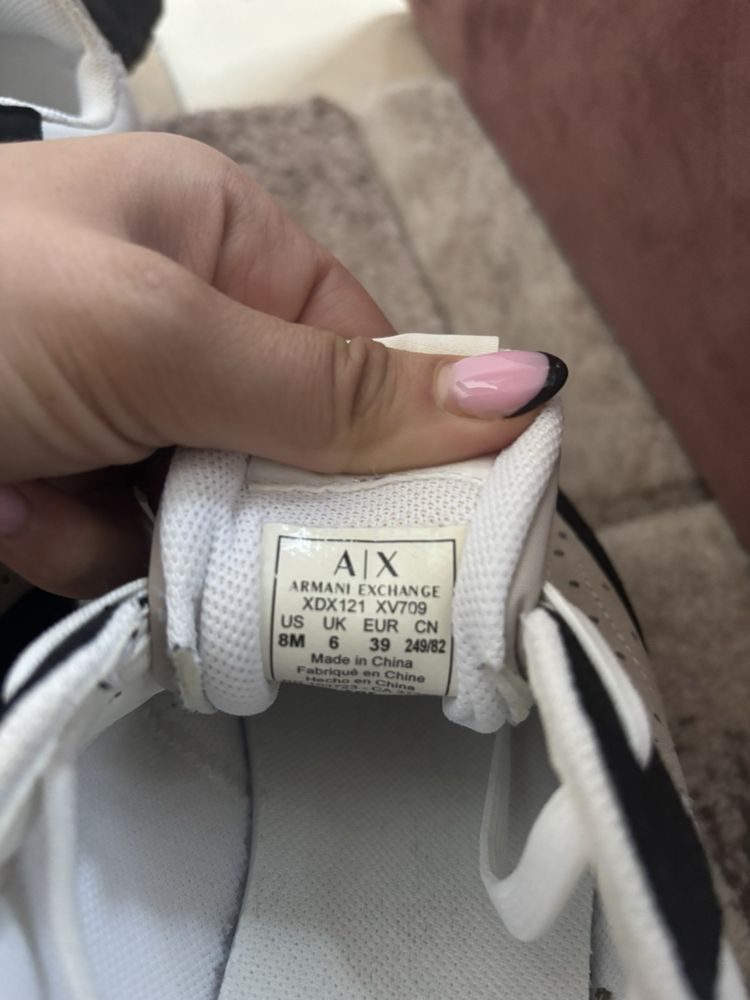 A|X
ARMANI EXCHANGE
XDX121 XV709
US UK EUR CN
8M 6 39 249/82
Made in China
Fabriqué en Chine
Hecho en China